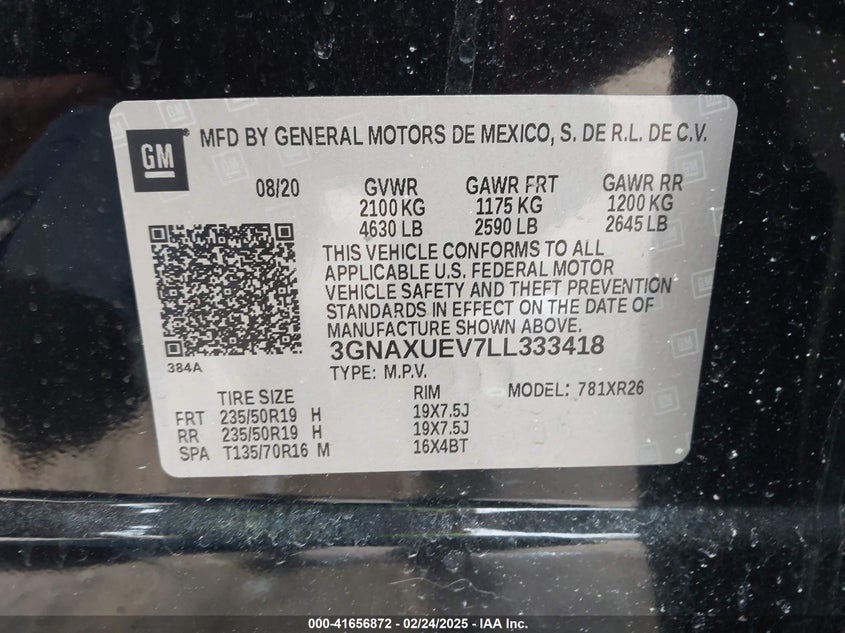 GM
®
MFD BY GENERAL MOTORS DE MEXICO, S. DE R.L. DE C.V.
08/20 GVWR GAWR FRT GAWR RR
2100 KG 1175 KG 1200 KG
4630 LB 2590 LB 2645 LB
THIS VEHICLE CONFORMS TO ALL
APPLICABLE U.S. FEDERAL MOTOR
VEHICLE SAFETY AND THEFT PREVENTION
STANDARDS IN EFFECT ON THE DATE OF
MANUFACTURE SHOWN ABOVE.
3GNAXUEV7LL333418
384A
TYPE: M.P.V.
TIRE SIZE RIM MODEL: 781XR26
FRT 235/50R19 H 19X7.5J
RR 235/50R19 H 19X7.5J
SPA T135/70R16 M 16X4BT
000-41656872 - 02/24/2025 - IAA Inc.